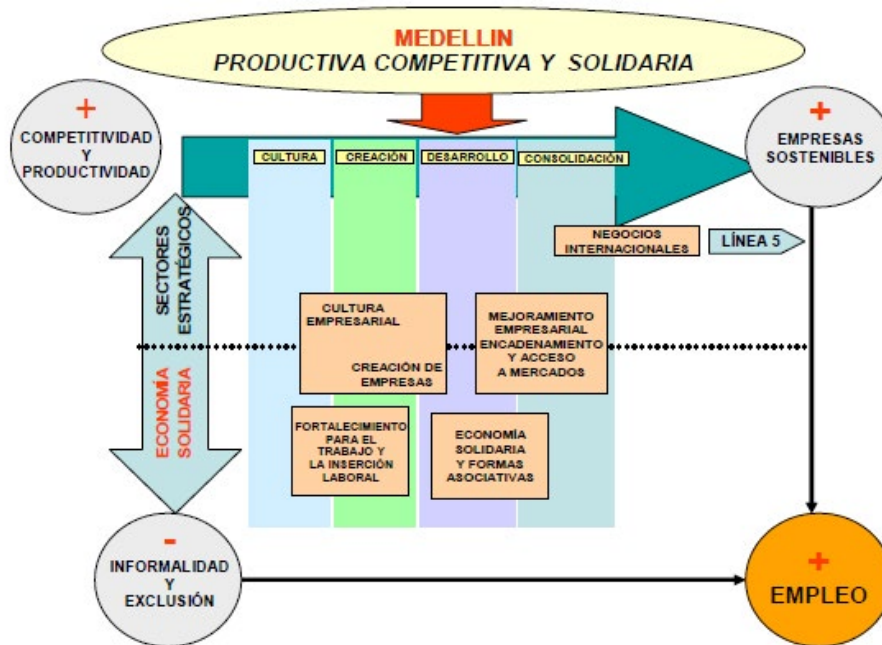 MEDELLIN
PRODUCTIVA COMPETITIVA Y SOLIDARIA
+
COMPETITIVIDAD
Y
PRODUCTIVIDAD
CULTURA
CREACIÓN
DESARROLLO
CONSOLIDACIÓN
+
EMPRESAS
SOSTENIBLES
NEGOCIOS
INTERNACIONALES
LÍNEA 5
SECTORES
ESTRATÉGICOS
ECONOMÍA
SOLIDARIA
CULTURA
EMPRESARIAL
CREACIÓN DE
EMPRESAS
MEJORAMIENTO
EMPRESARIAL
ENCADENAMIENTO
Y ACCESO
A MERCADOS
FORTALECIMIENTO
PARA EL
TRABAJO Y
LA INSERCIÓN
LABORAL
ECONOMÍA
SOLIDARIA
Y FORMAS
ASOCIATIVAS
-
INFORMALIDAD
Y
EXCLUSIÓN
+
EMPLEO